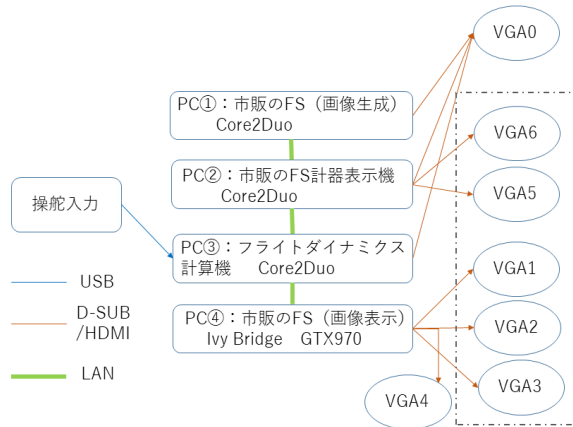 VGA0
PC①：市販のFS（画像生成）
Core2Duo
VGA6
PC②：市販のFS計器表示機
Core2Duo
VGA5
操舵入力
PC③：フライトダイナミクス
計算機　Core2Duo
VGA1
USB
D-SUB
/HDMI
PC④：市販のFS（画像表示）
Ivy Bridge　GTX970
VGA2
LAN
VGA3
VGA4